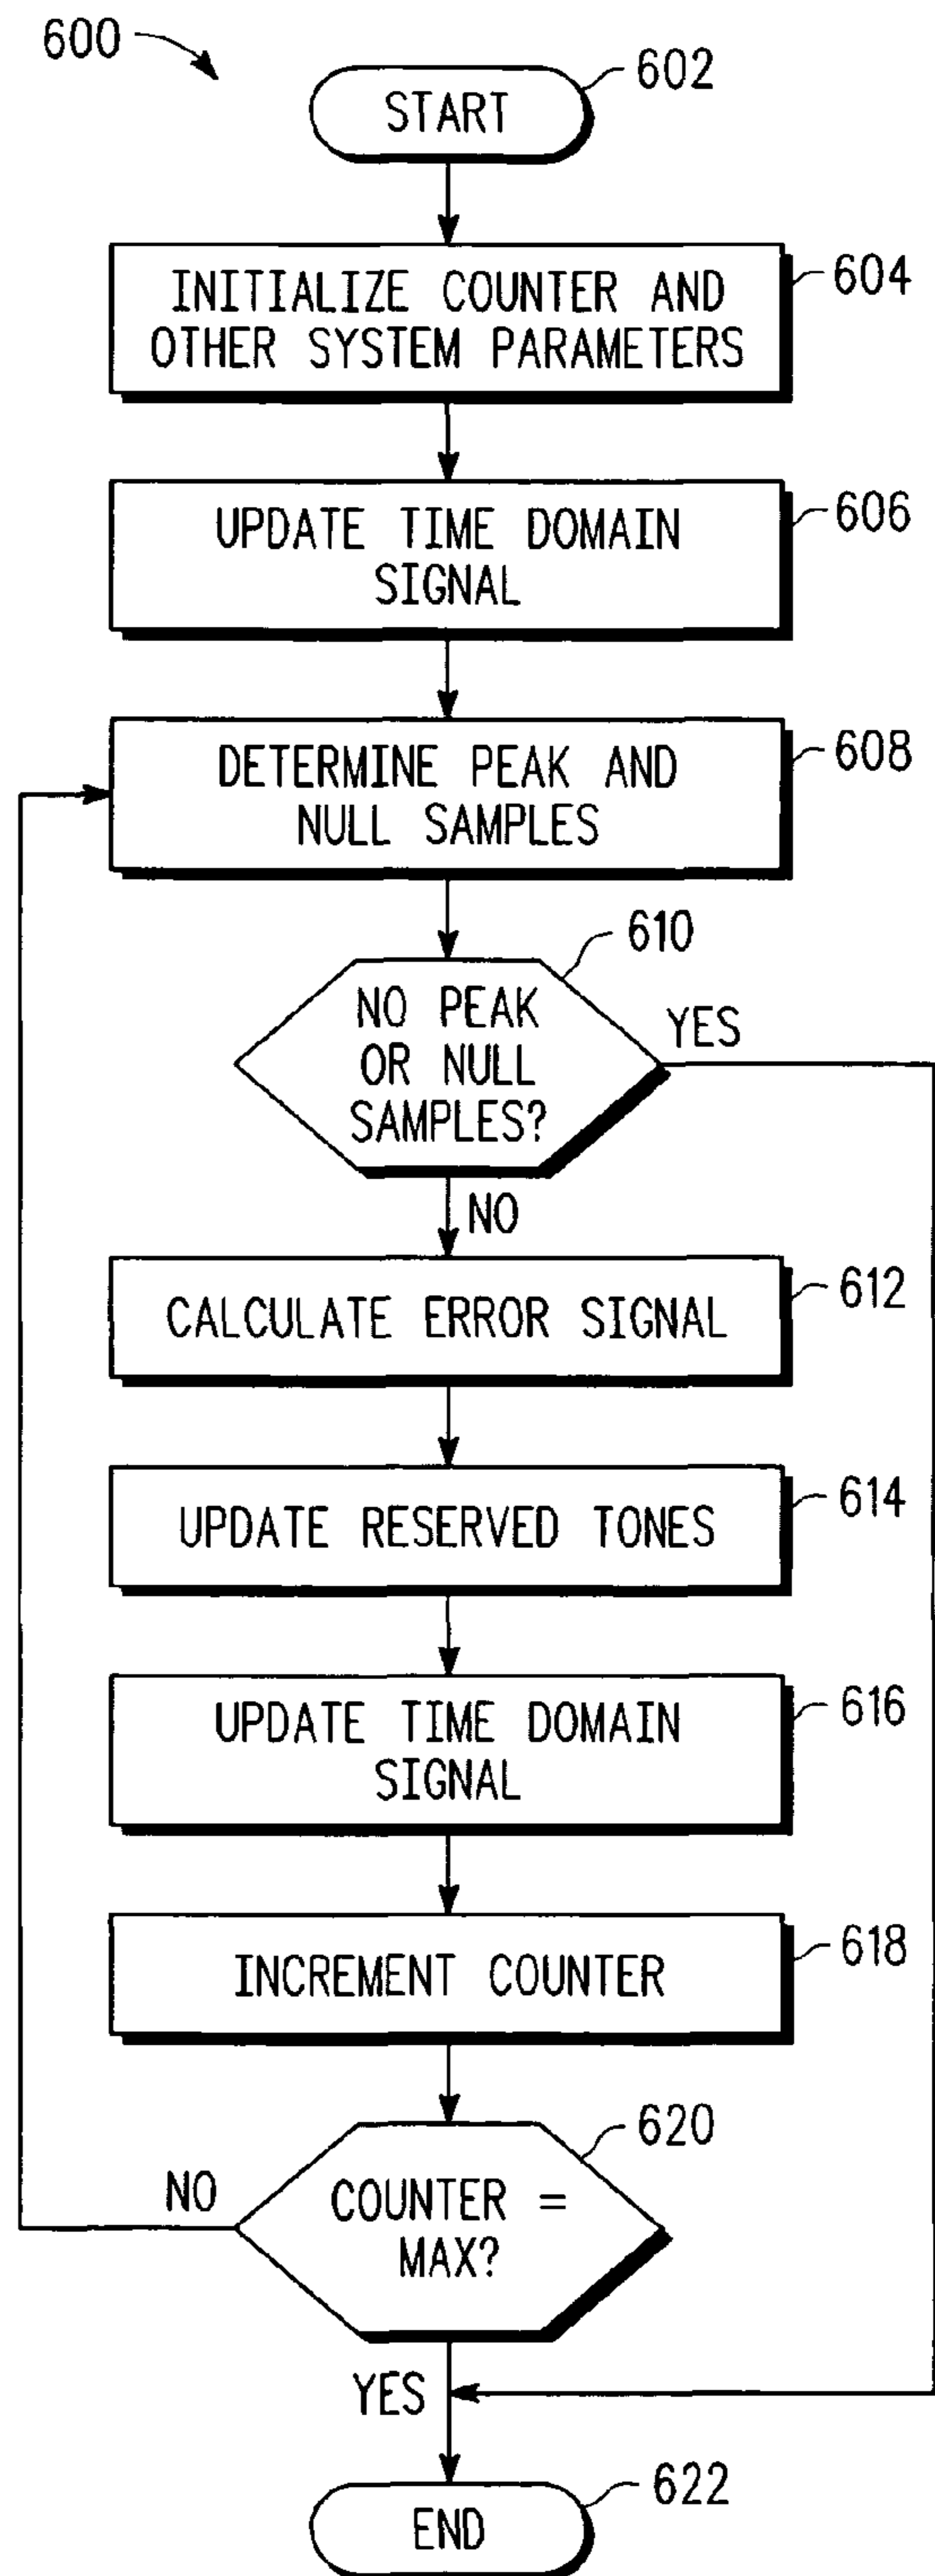 600
START
602
INITIALIZE COUNTER AND
OTHER SYSTEM PARAMETERS
604
UPDATE TIME DOMAIN
SIGNAL
606
DETERMINE PEAK AND
NULL SAMPLES
608
NO PEAK
OR NULL
SAMPLES?
610
YES
NO
CALCULATE ERROR SIGNAL
612
UPDATE RESERVED TONES
614
UPDATE TIME DOMAIN
SIGNAL
616
INCREMENT COUNTER
618
COUNTER =
MAX?
620
NO
YES
END
622